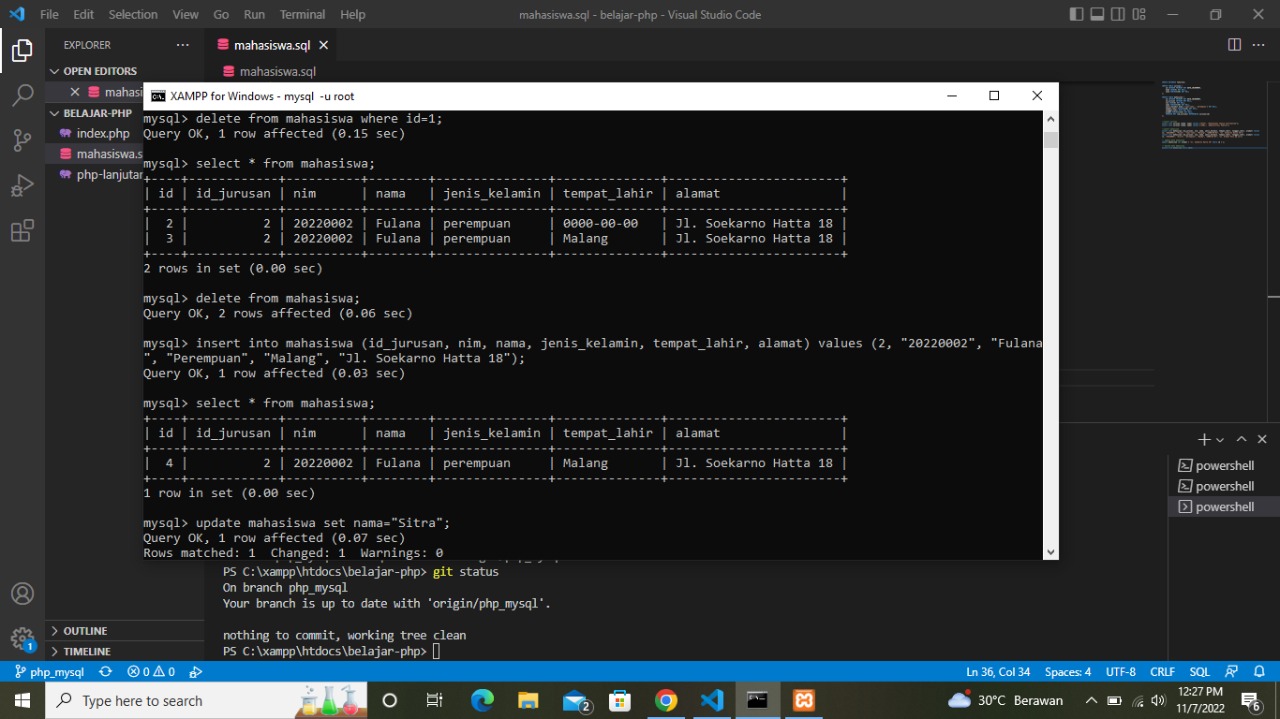 File Edit Selection View Go Run Terminal Help
mahasiswa.sql - belajar-php - Visual Studio Code
EXPLORER
mahasiswa.sql
OPEN EDITORS
mahasiswa.sql
mahasi
XAMPP for Windows - mysql -u root
BELAJAR-PHP
index.php
mahasiswa.s
php-lanjutar
mysql> delete from mahasiswa where id=1;
Query OK, 1 row affected (0.15 sec)
mysql> select * from mahasiswa;
+----+------------+----------+--------+---------------+--------------+-----------------------+
| id | id_jurusan | nim | nama | jenis_kelamin | tempat_lahir | alamat |
+----+------------+----------+--------+---------------+--------------+-----------------------+
| 2 | 2 | 20220002 | Fulana | perempuan | 0000-00-00 | Jl. Soekarno Hatta 18 |
| 3 | 2 | 20220002 | Fulana | perempuan | Malang | Jl. Soekarno Hatta 18 |
+----+------------+----------+--------+---------------+--------------+-----------------------+
2 rows in set (0.00 sec)
mysql> delete from mahasiswa;
Query OK, 2 rows affected (0.06 sec)
mysql> insert into mahasiswa (id_jurusan, nim, nama, jenis_kelamin, tempat_lahir, alamat) values (2, "20220002", "Fulana
", "Perempuan", "Malang", "Jl. Soekarno Hatta 18");
Query OK, 1 row affected (0.03 sec)
mysql> select * from mahasiswa;
+----+------------+----------+--------+---------------+--------------+-----------------------+
| id | id_jurusan | nim | nama | jenis_kelamin | tempat_lahir | alamat |
+----+------------+----------+--------+---------------+--------------+-----------------------+
| 4 | 2 | 20220002 | Fulana | perempuan | Malang | Jl. Soekarno Hatta 18 |
+----+------------+----------+--------+---------------+--------------+-----------------------+
1 row in set (0.00 sec)
mysql> update mahasiswa set nama="Sitra";
Query OK, 1 row affected (0.07 sec)
Rows matched: 1 Changed: 1 Warnings: 0
powershell
powershell
powershell
PS C:\xampp\htdocs\belajar-php> git status
On branch php_mysql
Your branch is up to date with 'origin/php_mysql'.
nothing to commit, working tree clean
PS C:\xampp\htdocs\belajar-php>
OUTLINE
TIMELINE
1
php_mysql 0 0
Ln 36, Col 34 Spaces: 4 UTF-8 CRLF SQL
Type here to search
2
30°C Berawan
12:27 PM
11/7/2022
6